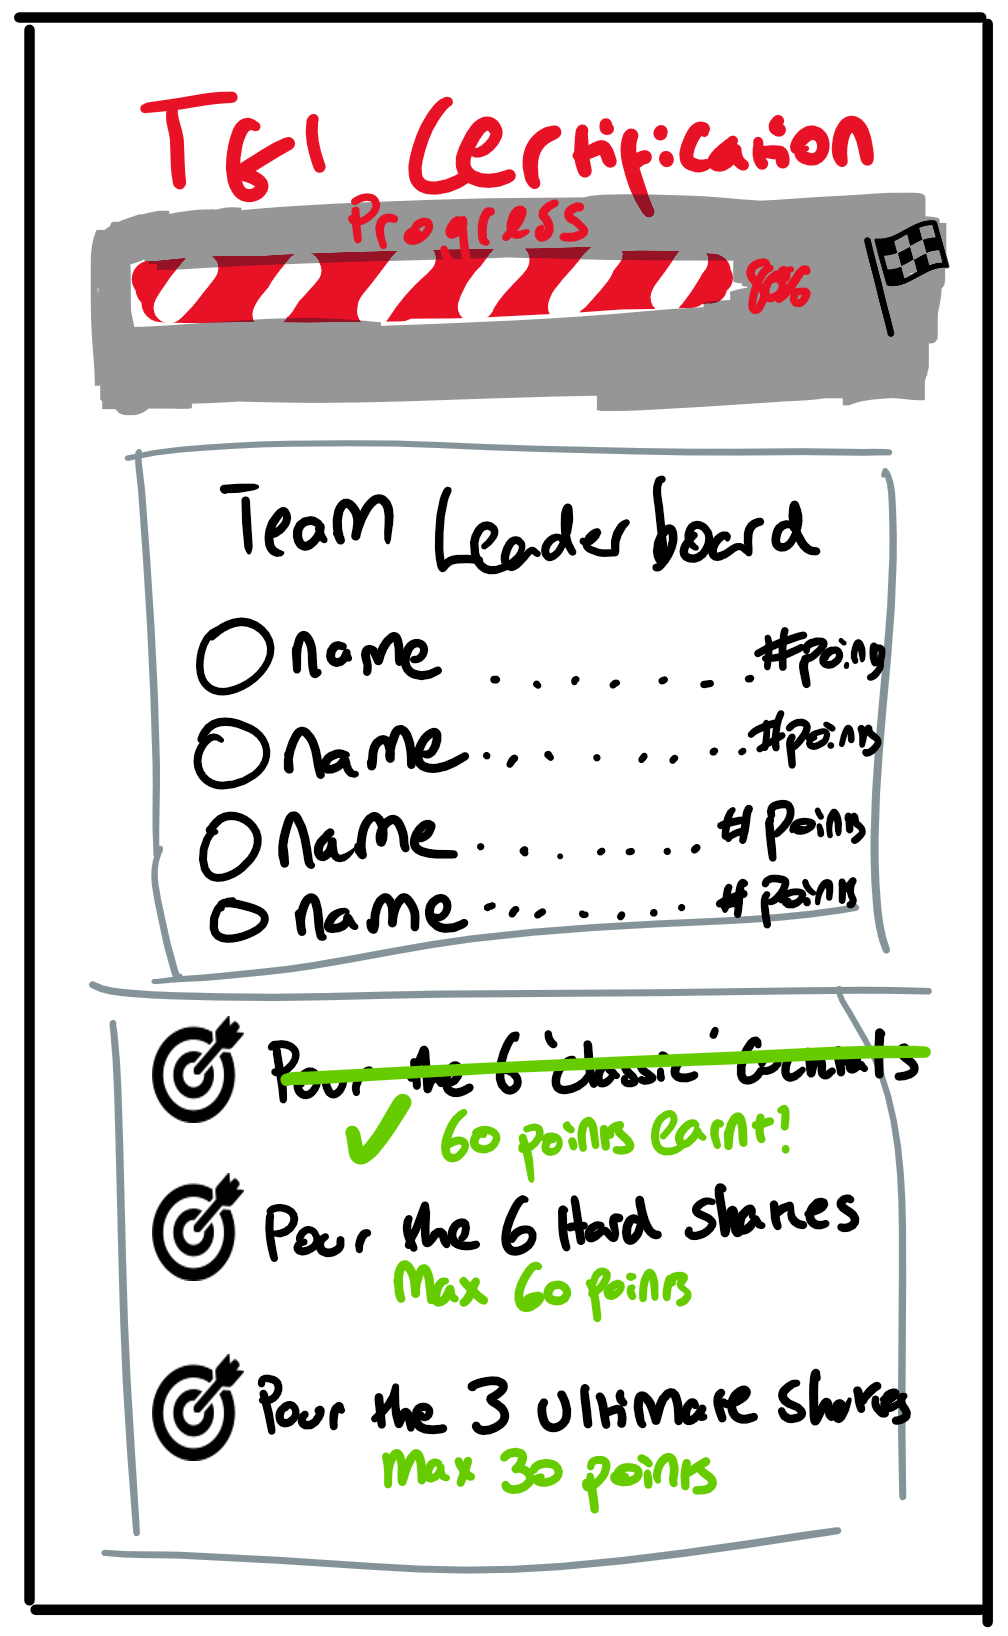 TGI Certification
Progress
80%
Team Leaderboard
name ....... #points
name ....... #points
name ....... # points
name ....... # points
Pour the 6 'classic' cocktails
60 points earnt!
Pour the 6 Hard shakes
Max 60 points
Pour the 3 ultimate shakes
Max 30 points